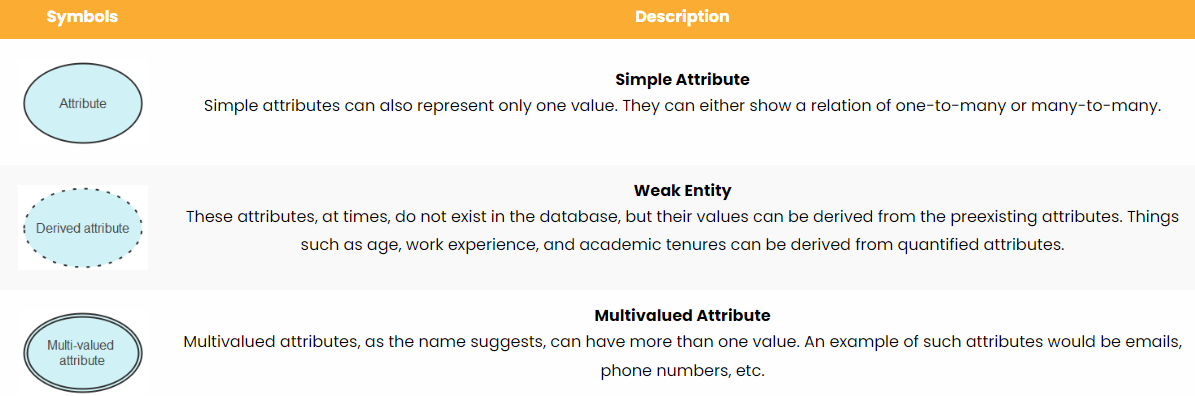 Symbols Description
Attribute
Simple Attribute
Simple attributes can also represent only one value. They can either show a relation of one-to-many or many-to-many.
Derived attribute
Weak Entity
These attributes, at times, do not exist in the database, but their values can be derived from the preexisting attributes. Things
such as age, work experience, and academic tenures can be derived from quantified attributes.
Multi-valued
attribute
Multivalued Attribute
Multivalued attributes, as the name suggests, can have more than one value. An example of such attributes would be emails,
phone numbers, etc.